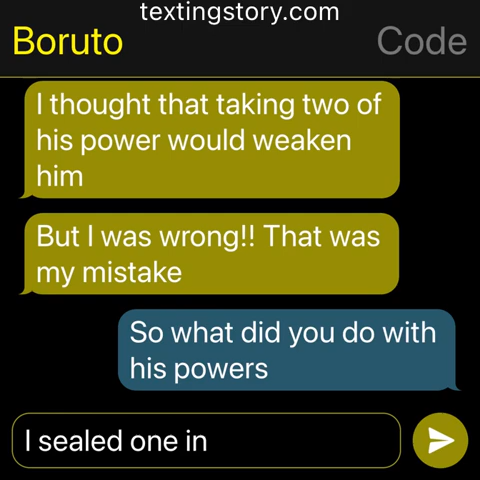 textingstory.com
Boruto Code
I thought that taking two of
his power would weaken
him
But I was wrong!! That was
my mistake
So what did you do with
his powers
I sealed one in